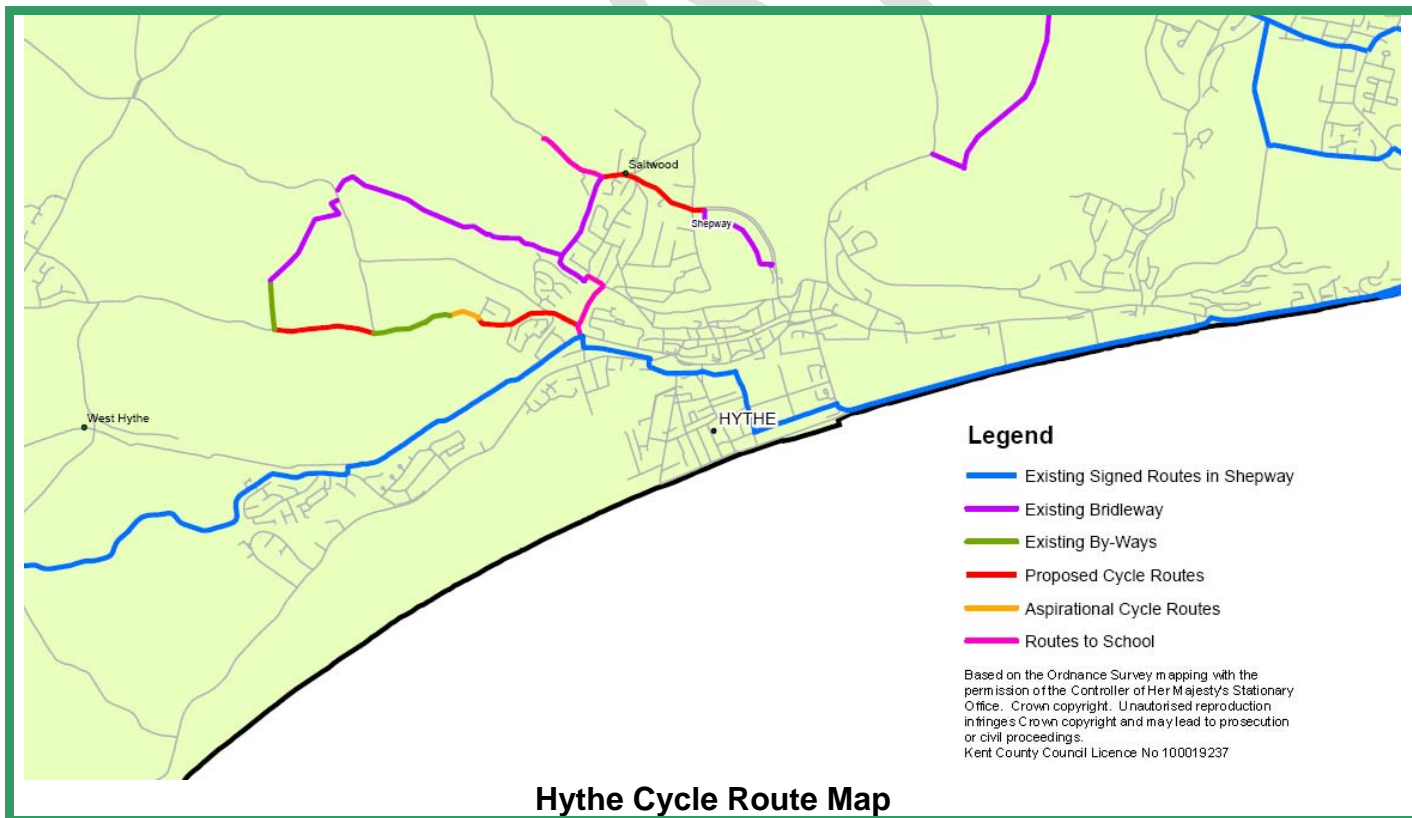 Saltwood
Shepway
West Hythe
HYTHE
Legend
Existing Signed Routes in Shepway
Existing Bridleway
Existing By-Ways
Proposed Cycle Routes
Aspirational Cycle Routes
Routes to School
Based on the Ordnance Survey mapping with the
permission of the Controller of Her Majesty's Stationary
Office. Crown copyright. Unautorised reproduction
infringes Crown copyright and may lead to prosecution
or civil proceedings.
Kent County Council Licence No 100019237
Hythe Cycle Route Map